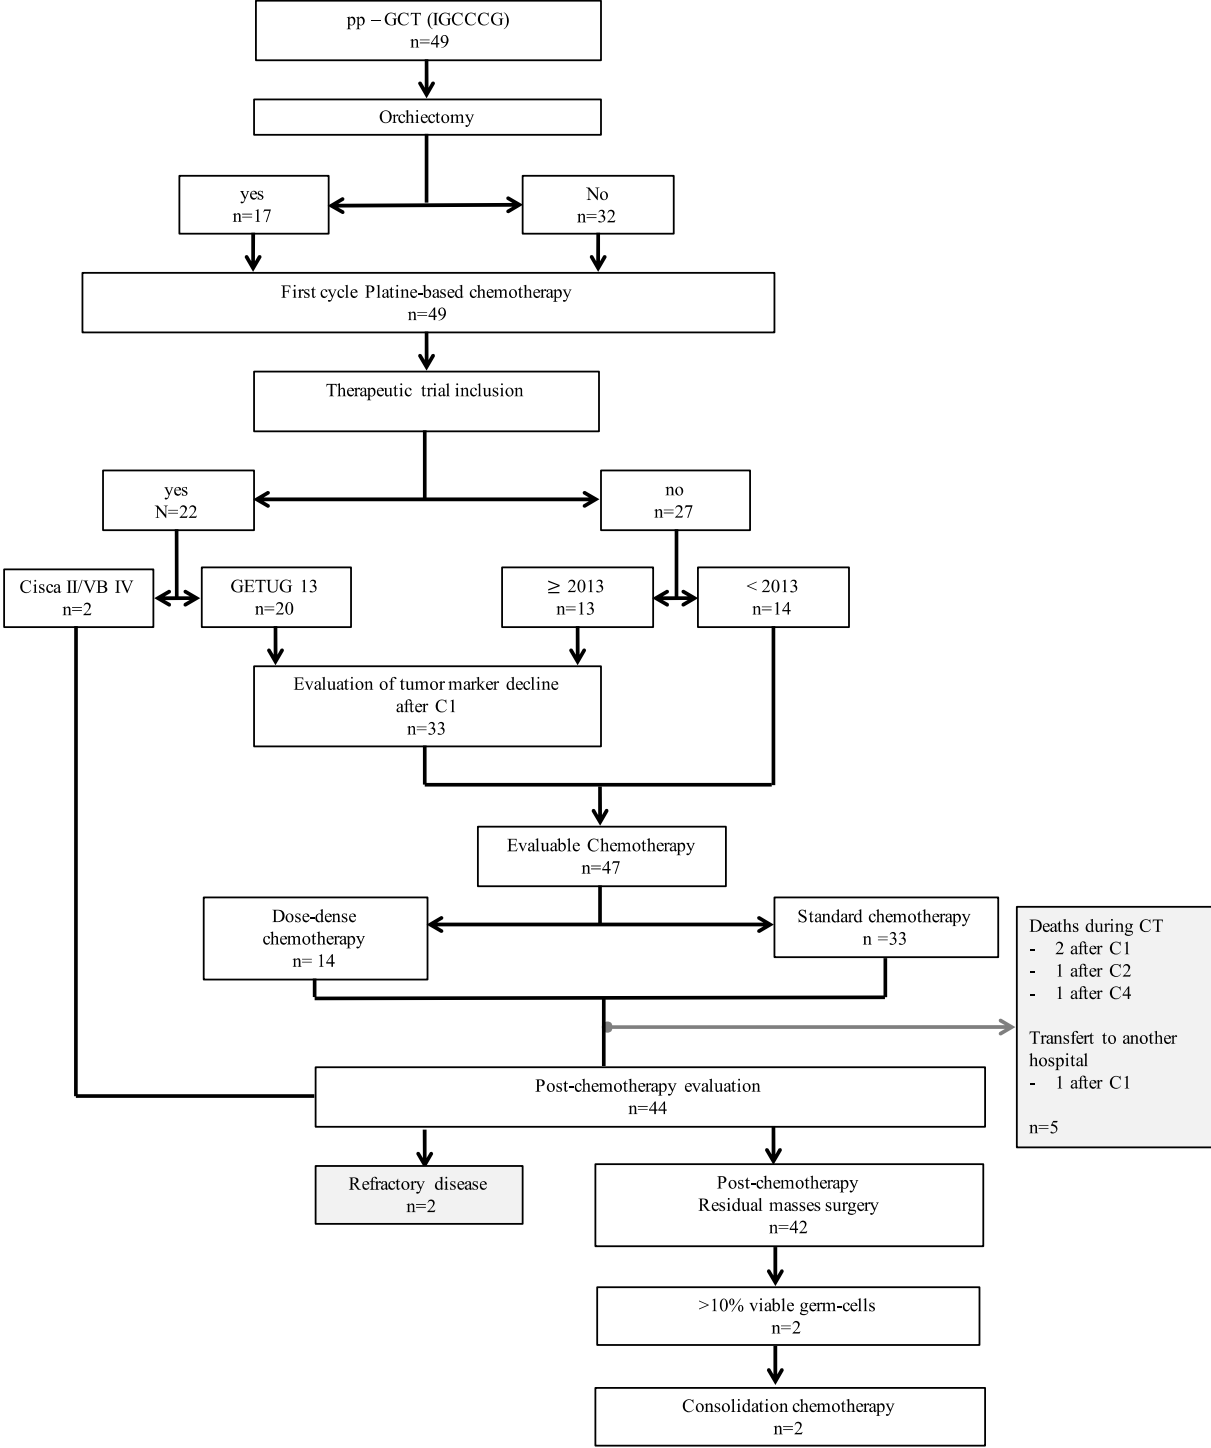 pp – GCT (IGCCCG)
n=49
Orchiectomy
yes
n=17
No
n=32
First cycle Platine-based chemotherapy
n=49
Therapeutic trial inclusion
yes
N=22
no
n=27
Cisca II/VB IV
n=2
GETUG 13
n=20
≥ 2013
n=13
< 2013
n=14
Evaluation of tumor marker decline
after C1
n=33
Evaluable Chemotherapy
n=47
Dose-dense
chemotherapy
n= 14
Standard chemotherapy
n =33
Deaths during CT
- 2 after C1
- 1 after C2
- 1 after C4
Transfert to another
hospital
- 1 after C1
n=5
Post-chemotherapy evaluation
n=44
Refractory disease
n=2
Post-chemotherapy
Residual masses surgery
n=42
>10% viable germ-cells
n=2
Consolidation chemotherapy
n=2